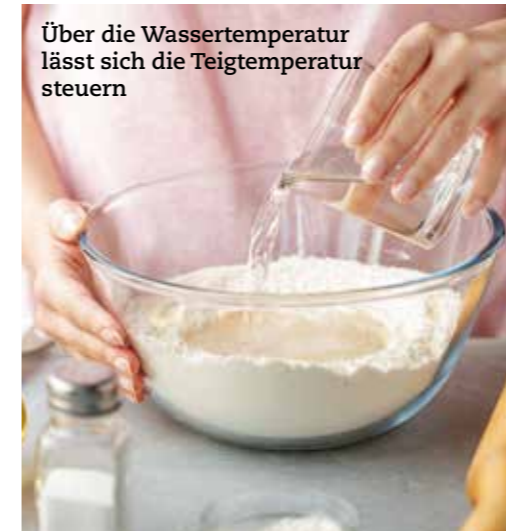 Über die Wassertemperatur
lässt sich die Teigtemperatur
steuern